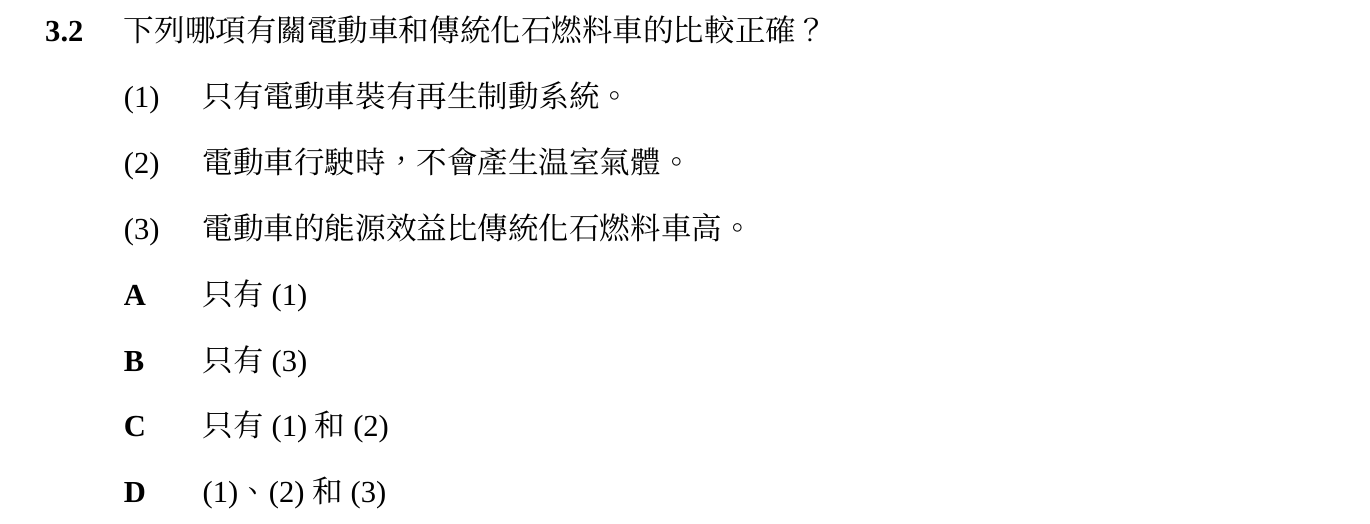 3.2 下列哪項有關電動車和傳統化石燃料車的比較正確？
(1) 只有電動車裝有再生制動系統。
(2) 電動車行駛時，不會產生温室氣體。
(3) 電動車的能源效益比傳統化石燃料車高。
A 只有 (1)
B 只有 (3)
C 只有 (1) 和 (2)
D (1)、(2) 和 (3)